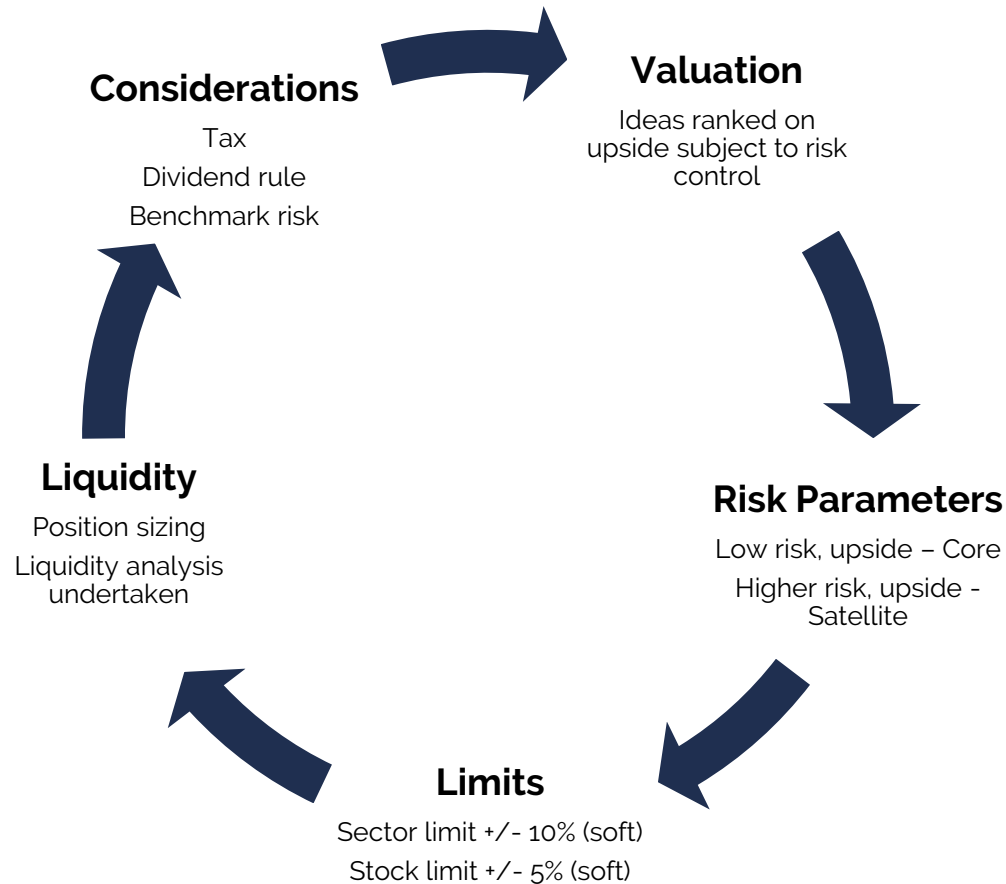 Considerations
Tax
Dividend rule
Benchmark risk
Valuation
Ideas ranked on
upside subject to risk
control
Risk Parameters
Low risk, upside – Core
Higher risk, upside -
Satellite
Limits
Sector limit +/- 10% (soft)
Stock limit +/- 5% (soft)
Liquidity
Position sizing
Liquidity analysis
undertaken